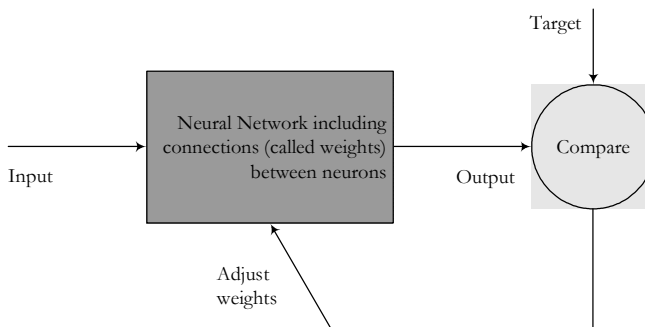 Target
Neural Network including
connections (called weights)
between neurons
Compare
Input
Output
Adjust
weights